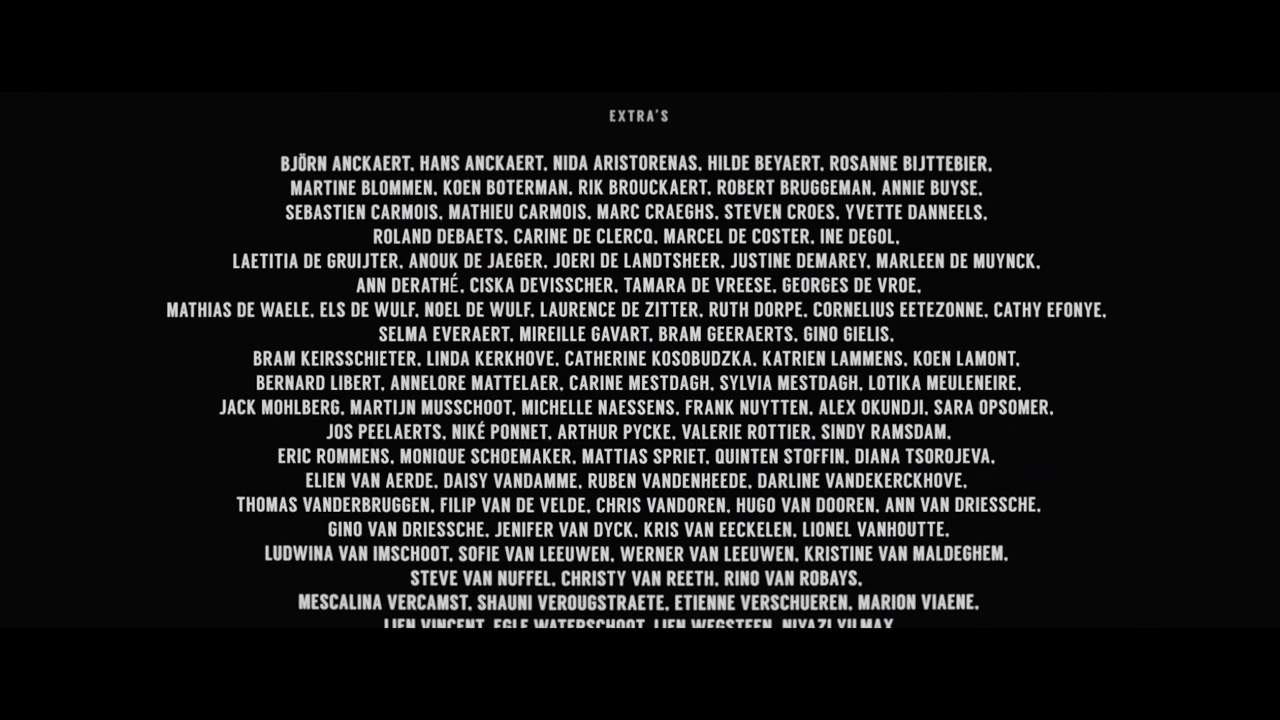 EXTRA'S
BJÖRN ANCKAERT, HANS ANCKAERT, NIDA ARISTORENAS, HILDE BEYAERT, ROSANNE BIJTTEBIER,
MARTINE BLOMMEN, KOEN BOTERMAN, RIK BROUCKAERT, ROBERT BRUGGEMAN, ANNIE BUYSE,
SEBASTIEN CARMOIS, MATHIEU CARMOIS, MARC CRAEGHS, STEVEN CROES, YVETTE DANNEELS,
ROLAND DEBAETS, CARINE DE CLERCQ, MARCEL DE COSTER, INE DEGOL,
LAETITIA DE GRUIJTER, ANOUK DE JAEGER, JOERI DE LANDTSHEER, JUSTINE DEMAREY, MARLEEN DE MUYNCK,
ANN DERATHÉ, CISKA DEVISSCHER, TAMARA DE VREESE, GEORGES DE VROE,
MATHIAS DE WAELE, ELS DE WULF, NOEL DE WULF, LAURENCE DE ZITTER, RUTH DORPE, CORNELIUS EETEZONNE, CATHY EFONYE,
SELMA EVERAERT, MIREILLE GAVART, BRAM GEERAERTS, GINO GIELIS,
BRAM KEIRSSCHIETER, LINDA KERKHOVE, CATHERINE KOSOBUDZKA, KATRIEN LAMMENS, KOEN LAMONT,
BERNARD LIBERT, ANNELORE MATTELAER, CARINE MESTDAGH, SYLVIA MESTDAGH, LOTIKA MEULENEIRE,
JACK MOHLBERG, MARTIJN MUSSCHOOT, MICHELLE NAESSENS, FRANK NUYTTEN, ALEX OKUNDJI, SARA OPSOMER,
JOS PEELAERTS, NIKÉ PONNET, ARTHUR PYCKE, VALERIE ROTTIER, SINDY RAMSDAM,
ERIC ROMMENS, MONIQUE SCHOEMAKER, MATTIAS SPRIET, QUINTEN STOFFIN, DIANA TSOROJEVA,
ELIEN VAN AERDE, DAISY VANDAMME, RUBEN VANDENHEEDE, DARLINE VANDEKERCKHOVE,
THOMAS VANDERBRUGGEN, FILIP VAN DE VELDE, CHRIS VANDOREN, HUGO VAN DOOREN, ANN VAN DRIESSCHE,
GINO VAN DRIESSCHE, JENIFER VAN DYCK, KRIS VAN EECKELEN, LIONEL VANHOUTTE,
LUDWINA VAN IMSCHOOT, SOFIE VAN LEEUWEN, WERNER VAN LEEUWEN, KRISTINE VAN MALDEGHEM,
STEVE VAN NUFFEL, CHRISTY VAN REETH, RINO VAN ROBAYS,
MESCALINA VERCAMST, SHAUNI VEROUGSTRAETE, ETIENNE VERSCHUEREN, MARION VIAENE,
LIEN VINCENT, EGLE WATERSCHOOT, LIEN WEGSTEEN, NIYAZI YILMAZ